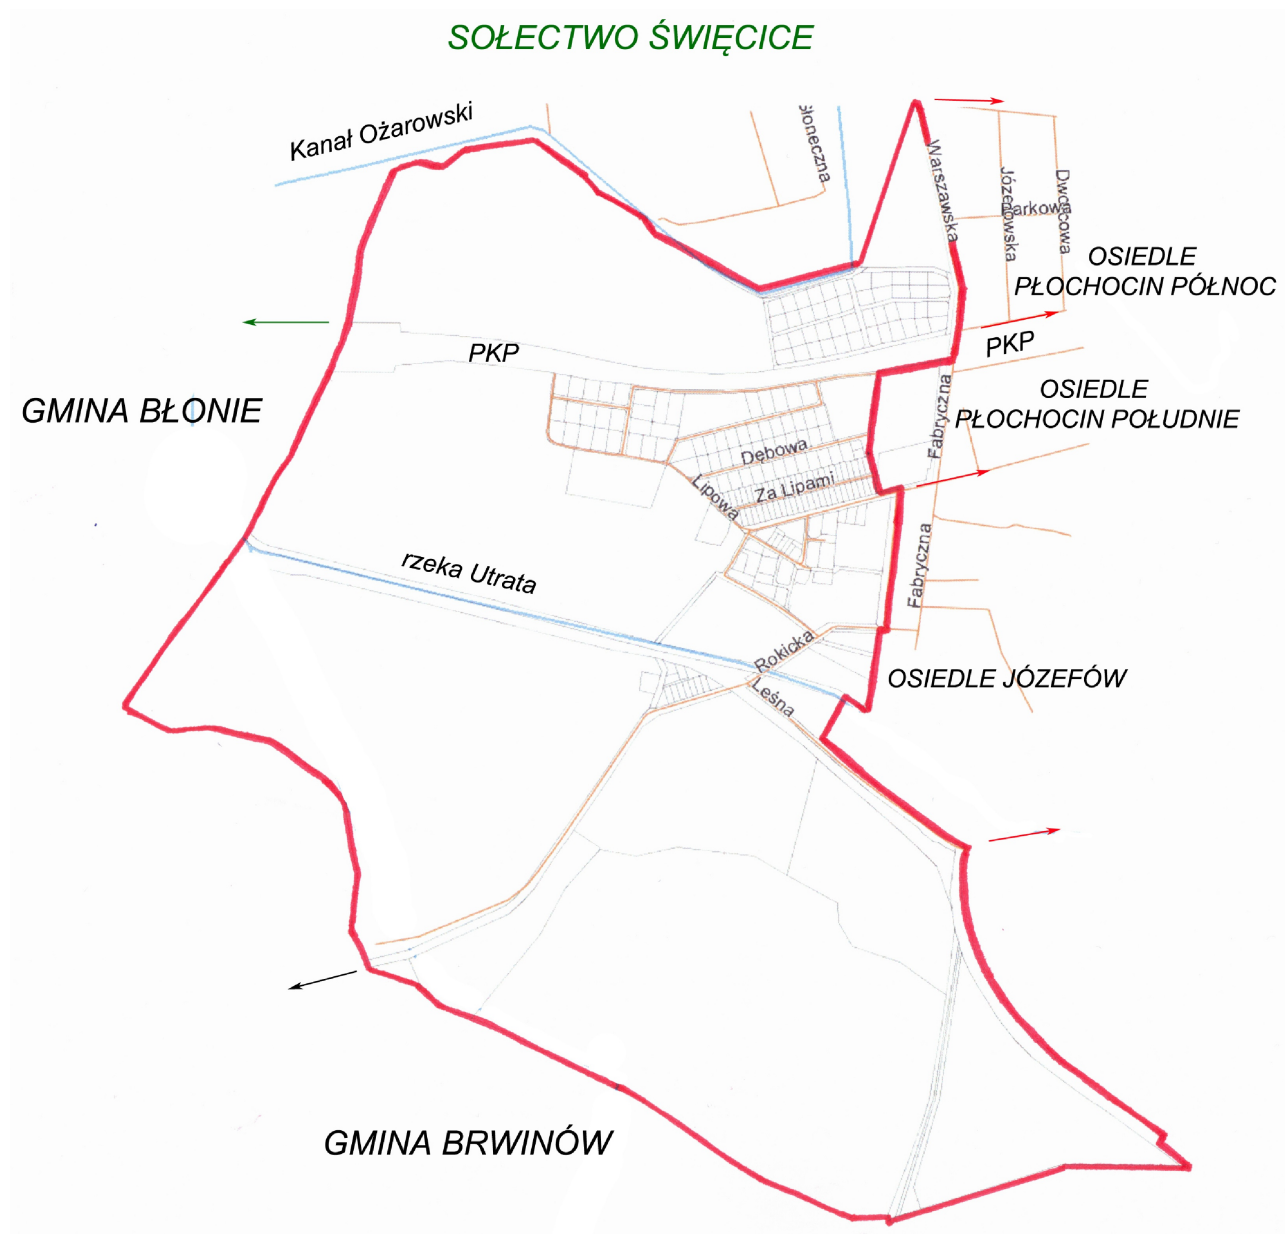 SOŁECTWO ŚWIĘCICE
Kanał Ożarowski
Słoneczna
Warszawska
Józefowska
Dworcowa
Parkowa
OSIEDLE
PŁOCHOCIN PÓŁNOC
PKP
PKP
GMINA BŁONIE
OSIEDLE
PŁOCHOCIN POŁUDNIE
Fabryczna
Dębowa
Za Lipami
Lipowa
Fabryczna
rzeka Utrata
Rokicka
Leśna
OSIEDLE JÓZEFÓW
GMINA BRWINÓW